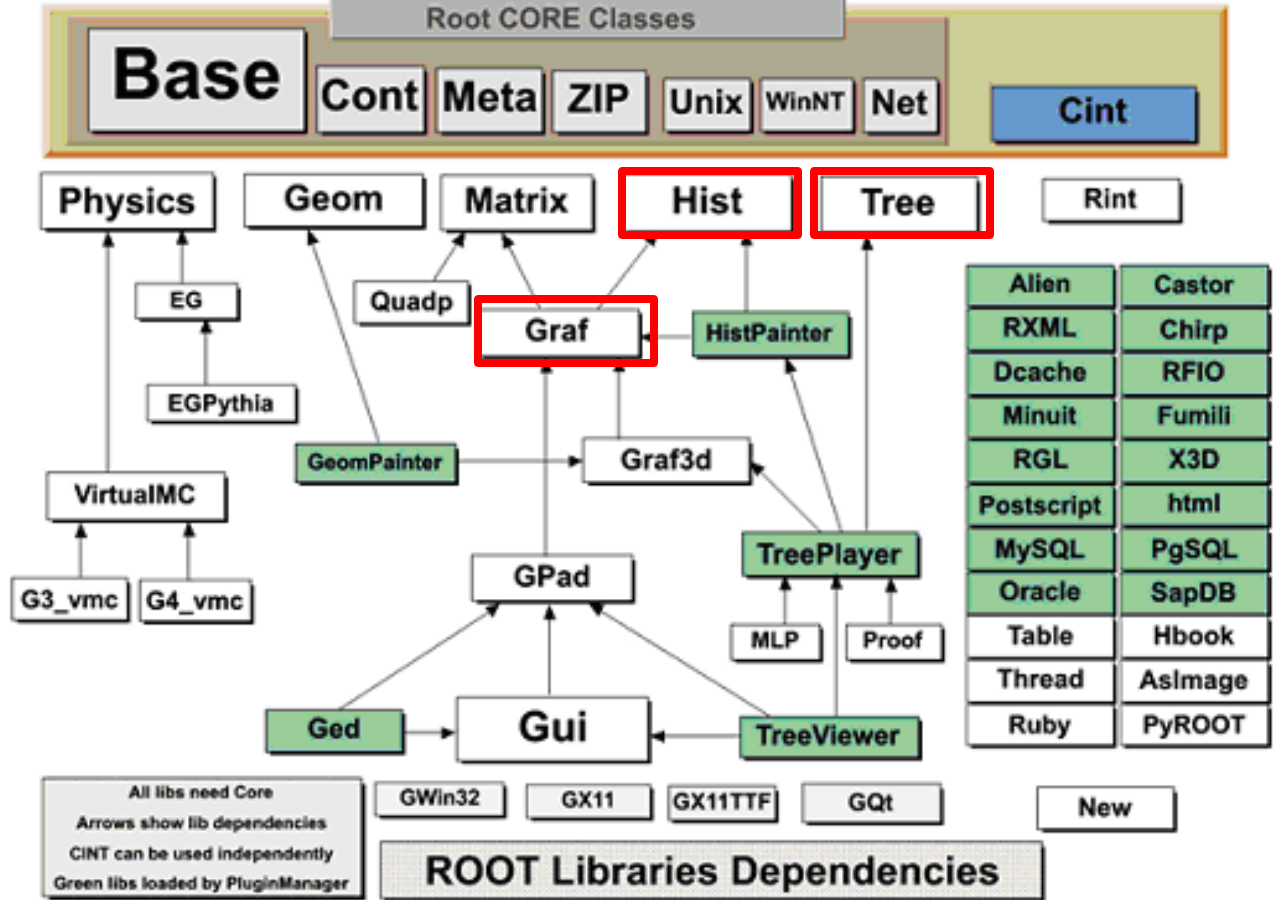 Root CORE Classes
Base
Cont
Meta
ZIP
Unix
WinNT
Net
Cint
Physics
Geom
Matrix
Hist
Tree
Rint
EG
Quadp
Graf
HistPainter
EGPythia
GeomPainter
Graf3d
VirtualMC
TreePlayer
G3_vmc
G4_vmc
GPad
MLP
Proof
Ged
Gui
TreeViewer
Alien
Castor
RXML
Chirp
Dcache
RFIO
Minuit
Fumili
RGL
X3D
Postscript
html
MySQL
PgSQL
Oracle
SapDB
Table
Hbook
Thread
AsImage
Ruby
PyROOT
All libs need Core
Arrows show lib dependencies
CINT can be used independently
Green libs loaded by PluginManager
GWin32
GX11
GX11TTF
GQt
New
ROOT Libraries Dependencies